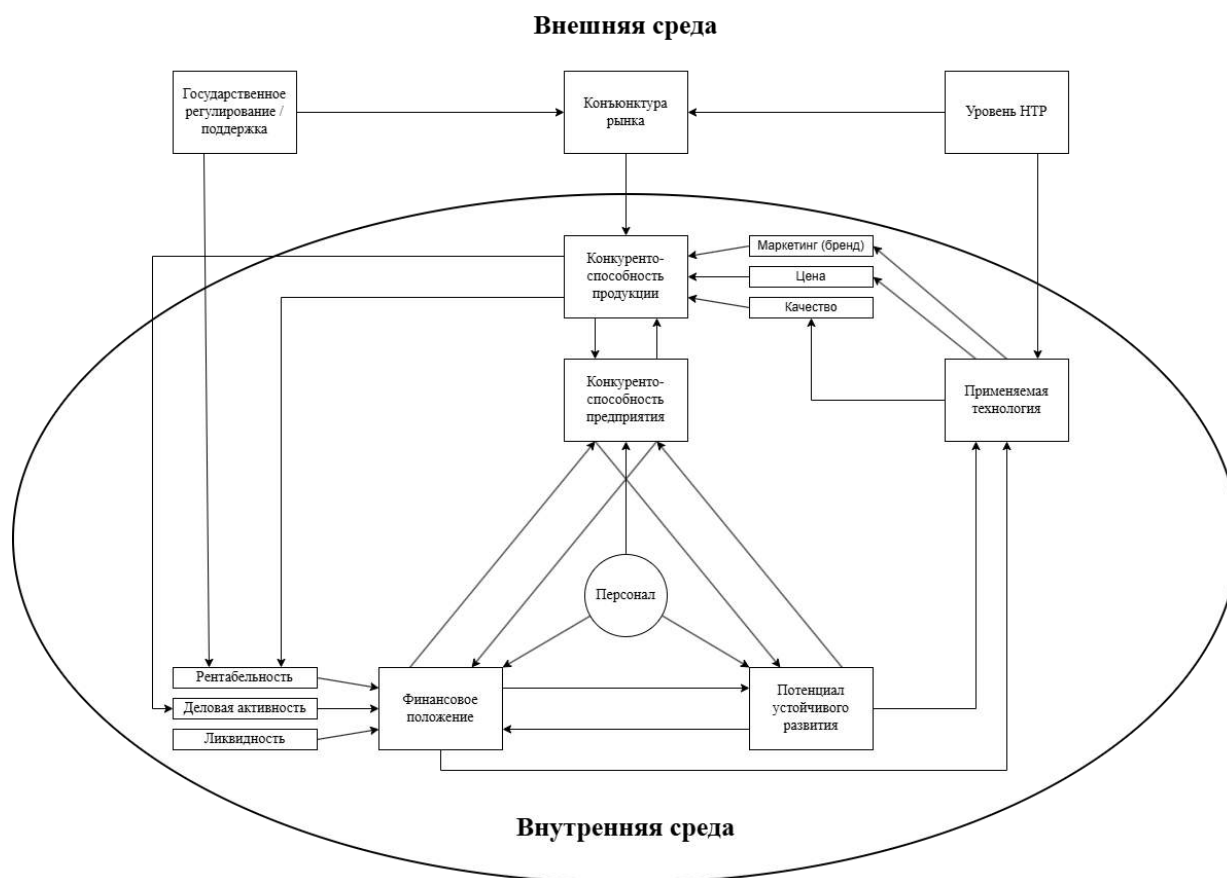 Внешняя среда
Государственное
регулирование /
поддержка
Конъюнктура
рынка
Уровень НТР
Конкуренто-
способность
продукции
Маркетинг (бренд)
Цена
Качество
Конкуренто-
способность
предприятия
Применяемая
технология
Персонал
Рентабельность
Деловая активность
Ликвидность
Финансовое
положение
Потенциал
устойчивого
развития
Внутренняя среда